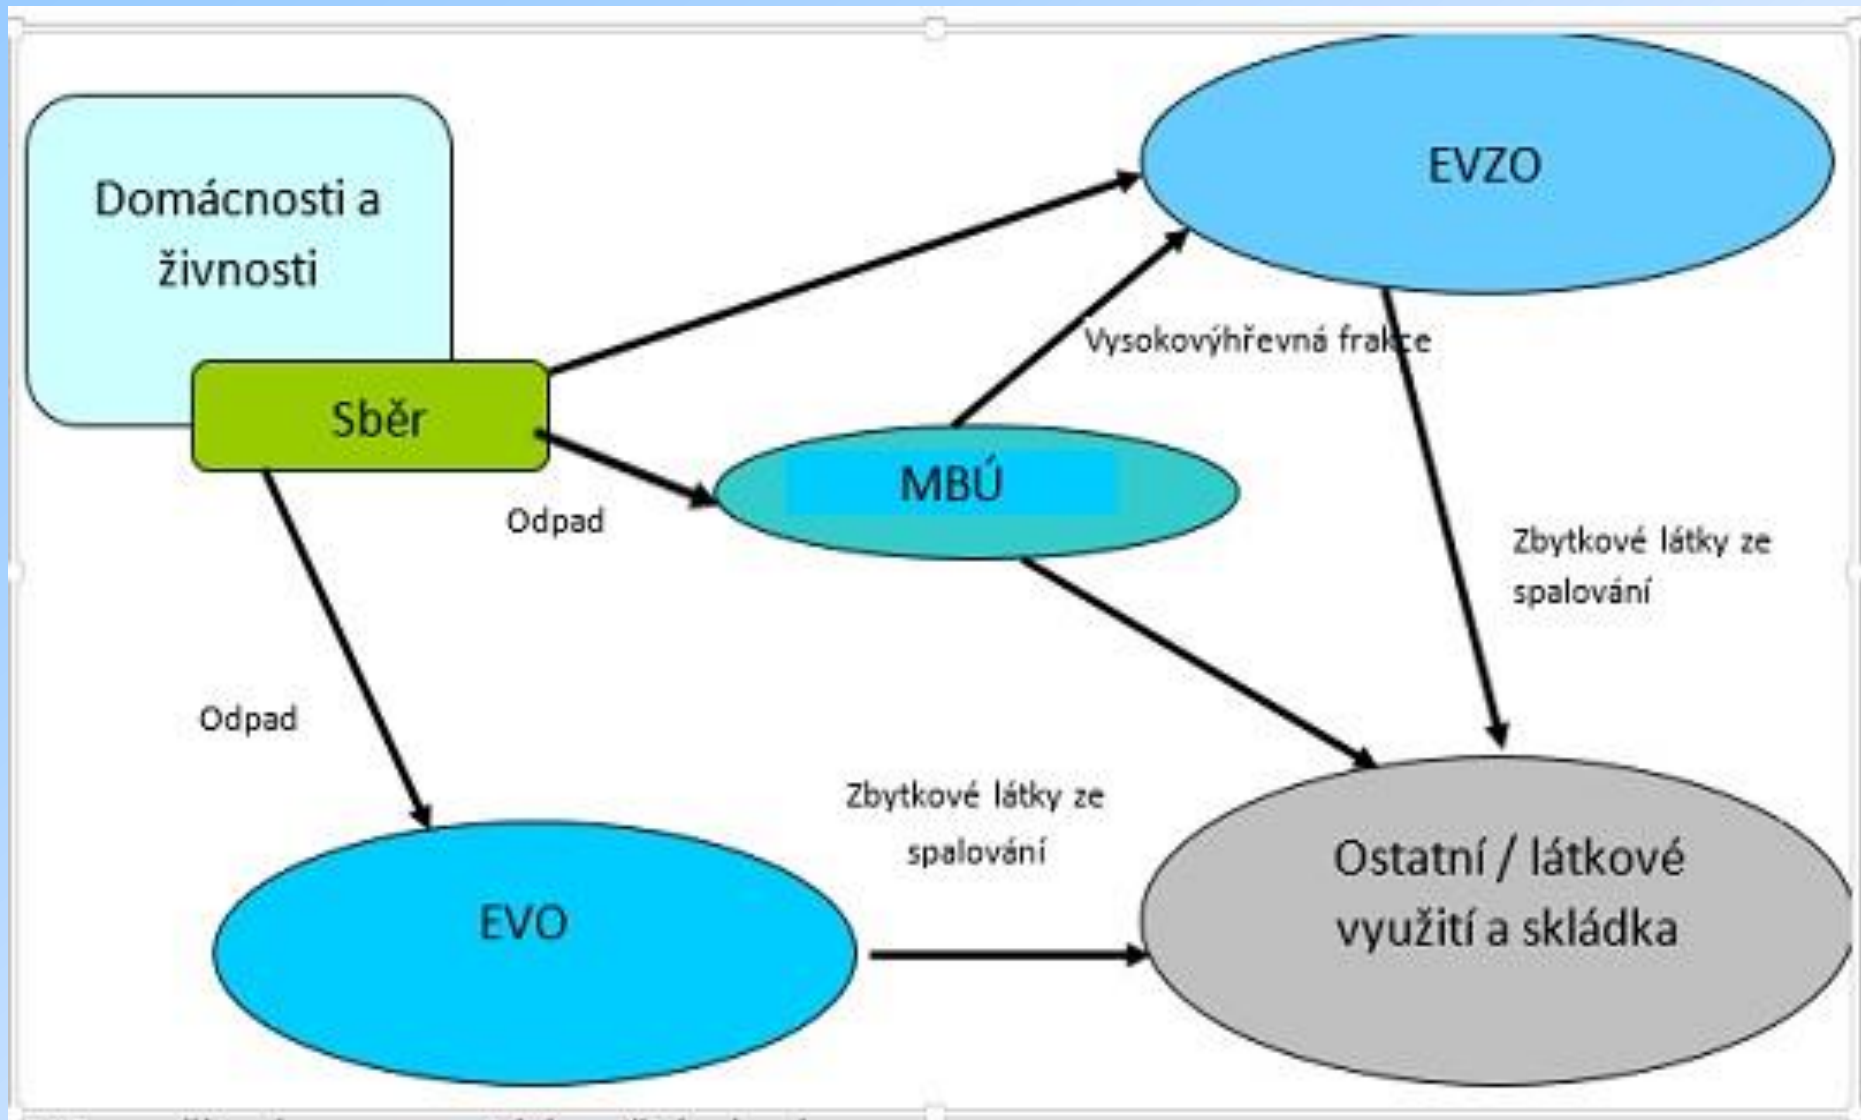 EVZO
Domácnosti a
živnosti
Vysokovýhřevná frakce
Sběr
MBÚ
Odpad
Zbytkové látky ze
spalování
Odpad
Zbytkové látky ze
spalování
Ostatní / látkové
využití a skládka
EVO